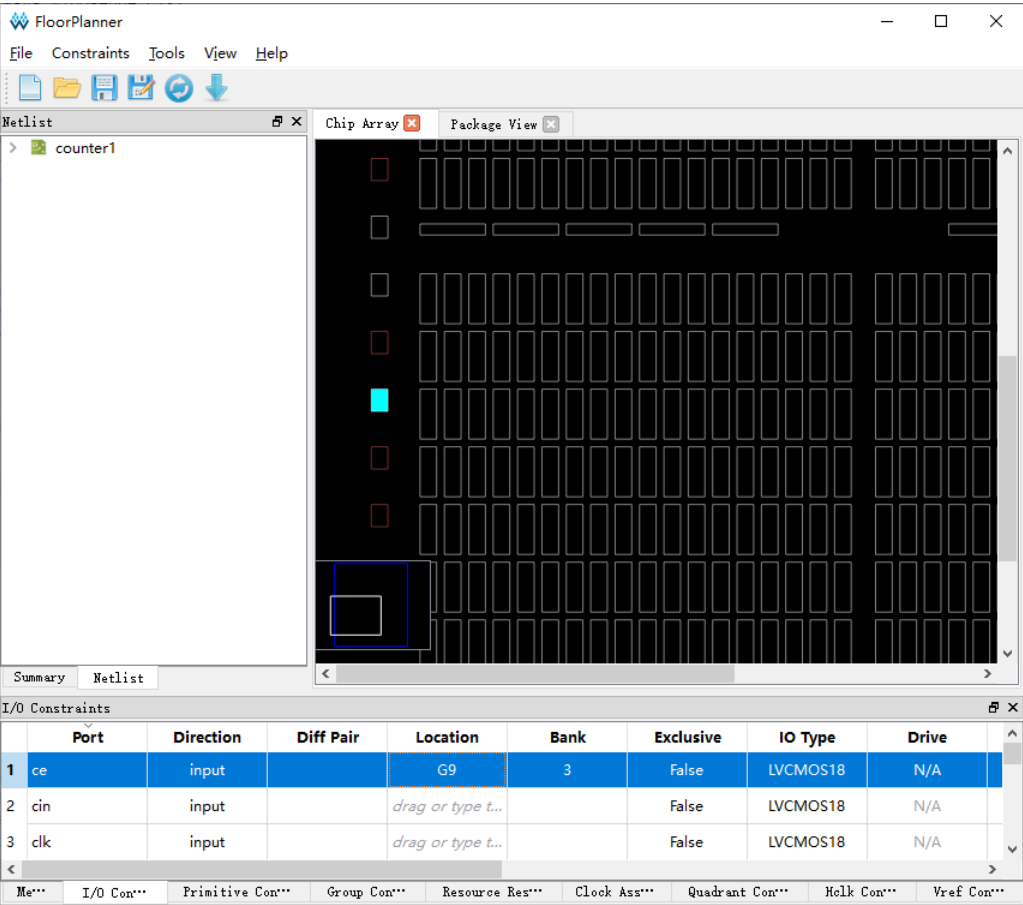 FloorPlanner
File Constraints Tools View Help
Netlist
Chip Array Package View
counter1
Summary Netlist
I/O Constraints
Port Direction Diff Pair Location Bank Exclusive IO Type Drive
1 ce input G9 3 False LVCMOS18 N/A
2 cin input drag or type t... False LVCMOS18 N/A
3 clk input drag or type t... False LVCMOS18 N/A
Me... I/O Con... Primitive Con... Group Con... Resource Res... Clock Ass... Quadrant Con... Hclk Con... Vref Con...